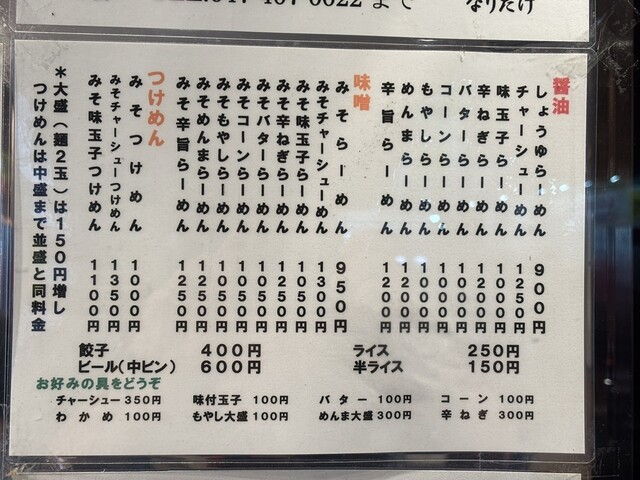 まで
なりたけ
醤油
しょうゆらーめん 900円
チャーシューめん 1250円
味玉子らーめん 1000円
辛ねぎらーめん 1200円
バターらーめん 1000円
コーンらーめん 1000円
もやしらーめん 1000円
めんまらーめん 1200円
辛旨らーめん 1200円
味噌
みそらーめん 950円
みそチャーシューめん 1300円
みそ味玉子らーめん 1050円
みそ辛ねぎらーめん 1250円
みそバターらーめん 1050円
みそコーンらーめん 1050円
みそもやしらーめん 1050円
みそめんまらーめん 1250円
みそ辛旨らーめん 1250円
つけめん
みそつけめん 1000円
みそチャーシューつけめん 1350円
みそ味玉子つけめん 1100円
*大盛(麺2玉)は150円増し
つけめんは中盛まで並盛と同料金
餃子 400円 ライス 250円
ビール(中ビン) 600円 半ライス 150円
お好みの具をどうぞ
チャーシュー 350円 味付玉子 100円 バター 100円 コーン 100円
わかめ 100円 もやし大盛 100円 めんま大盛 300円 辛ねぎ 300円